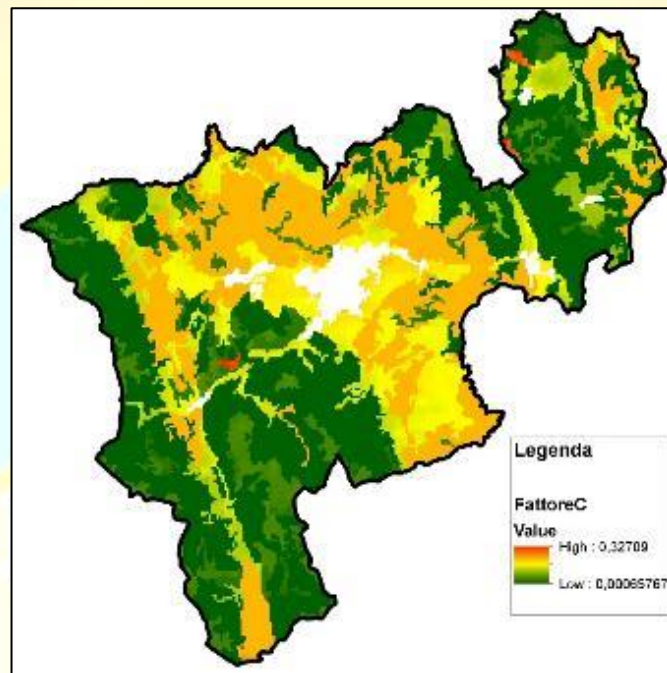 Legenda
FattoreC
Value
High : 0,32709
Low : 0,00065767